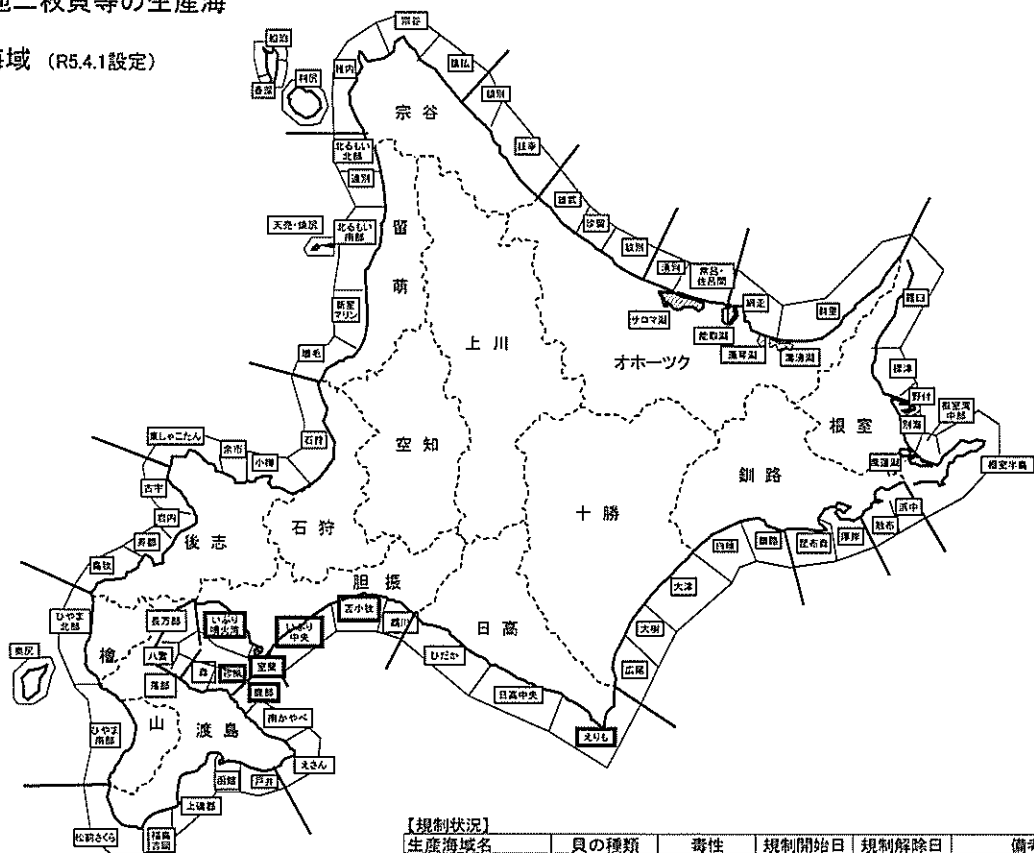 二枚貝等の生産海
海域 (R5.4.1設定)
宗谷
船泊
稚内
猿払
香深
利尻
頓別
宗谷
枝幸
北るもい北部
遠別
雄武
沙留
天売・焼尻
北るもい南部
留萌
紋別
湧別
常呂・佐呂間
網走
斜里
羅臼
新星マリン
サロマ湖
能取湖
藻琴湖
濤沸湖
上川
オホーツク
標津
増毛
野付
根室湾中部
別海
根室
空知
風蓮湖
根室半島
東しゃこたん
余市
小樽
石狩
釧路
古宇
浜中
散布
岩内
石狩
十勝
白糠
釧路
昆布森
厚岸
寿都
後志
島牧
胆振
大津
ひやま北部
長万部
いぶり噴火湾
いぶり中央
苫小牧
鵡川
日高
大樹
奥尻
檜山
八雲
森
砂原
室蘭
ひだか
広尾
落部
鹿部
日高中央
ひやま南部
渡島
南かやべ
えりも
えさん
函館
戸井
上磯郡
松前さくら
福島吉岡
【規制状況】
生産海域名 貝の種類 毒性 規制開始日 規制解除日 備考